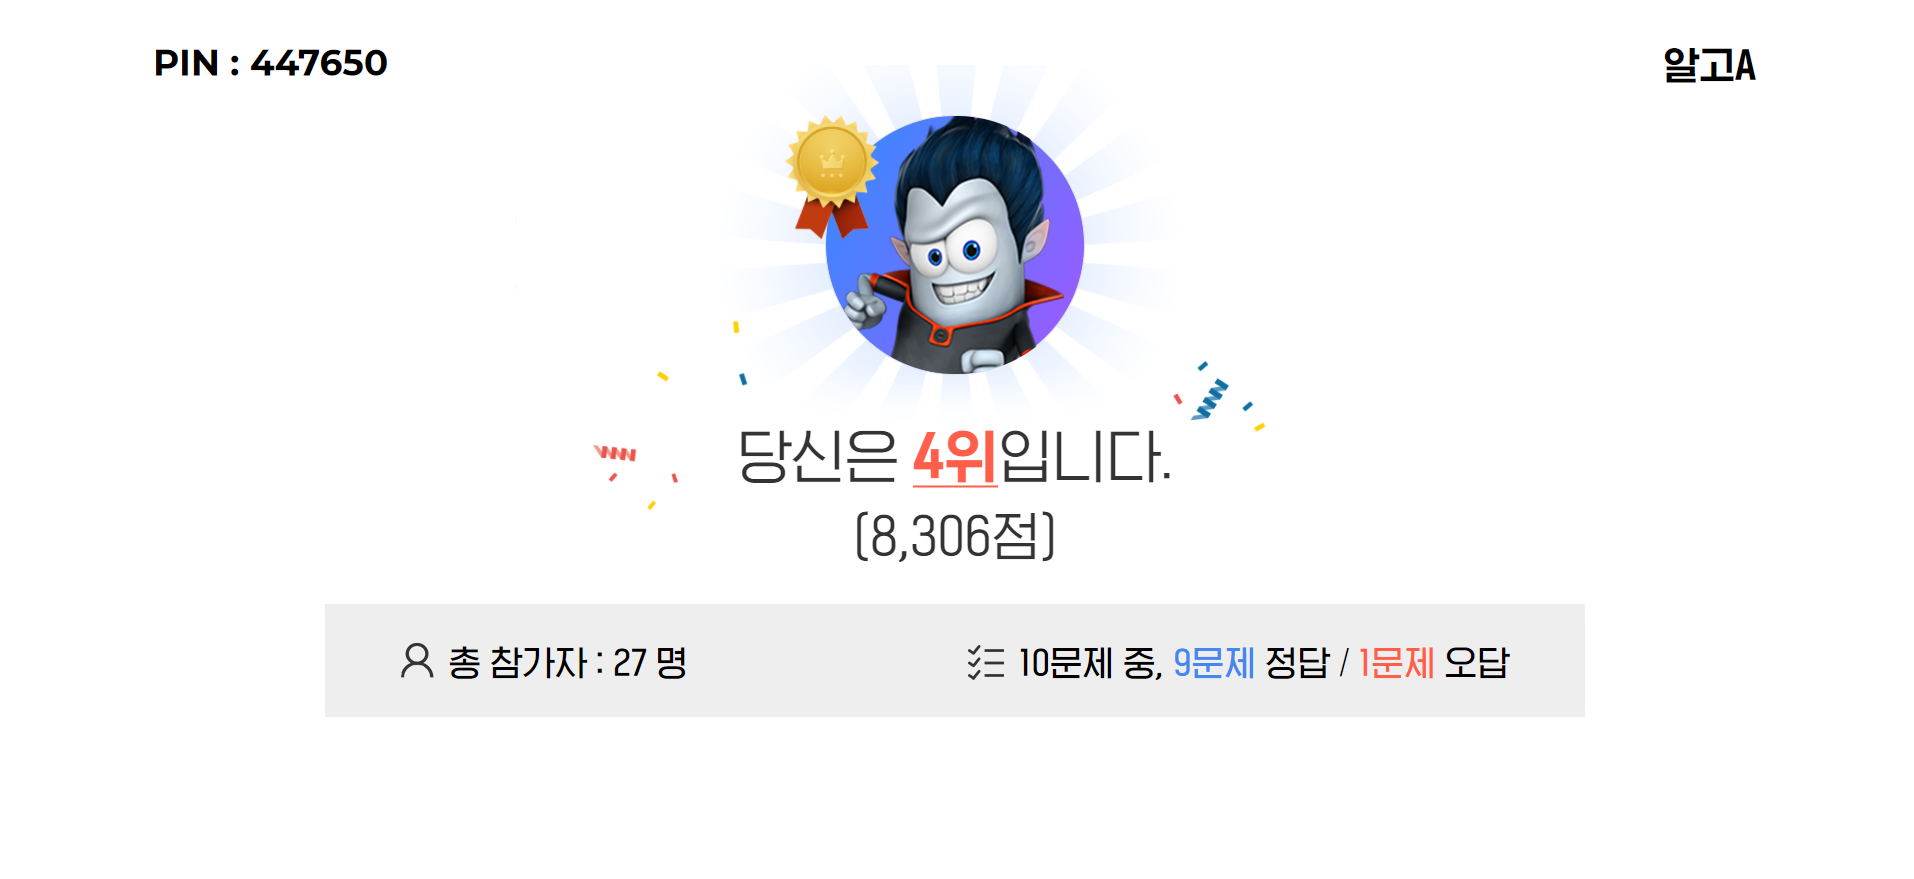 PIN : 447650
알고A
당신은 4위입니다.
(8,306점)
총 참가자 : 27 명
10문제 중, 9문제 정답 / 1문제 오답